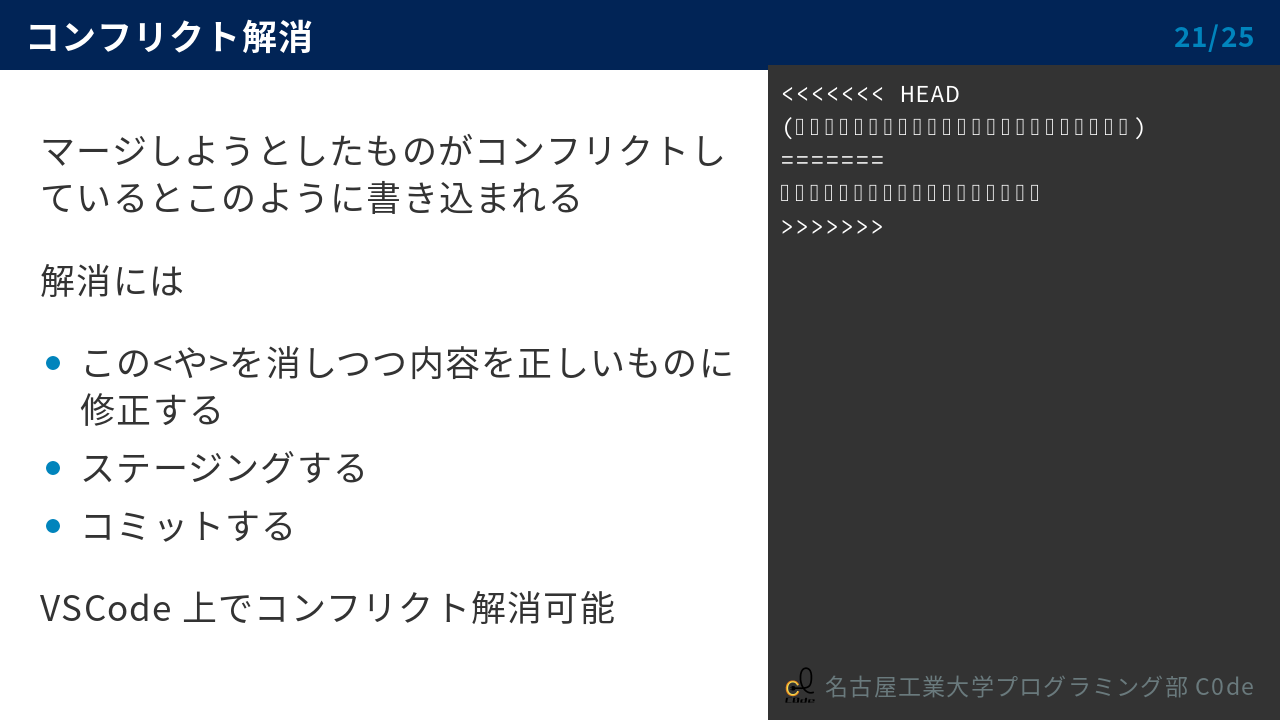 コンフリクト解消
21/25
マージしようとしたものがコンフリクトし
ているとこのように書き込まれる
解消には
この<や>を消しつつ内容を正しいものに
修正する
ステージングする
コミットする
VSCode 上でコンフリクト解消可能
<<<<<<< HEAD
=======
>>>>>>>
C0de
名古屋工業大学プログラミング部 C0de